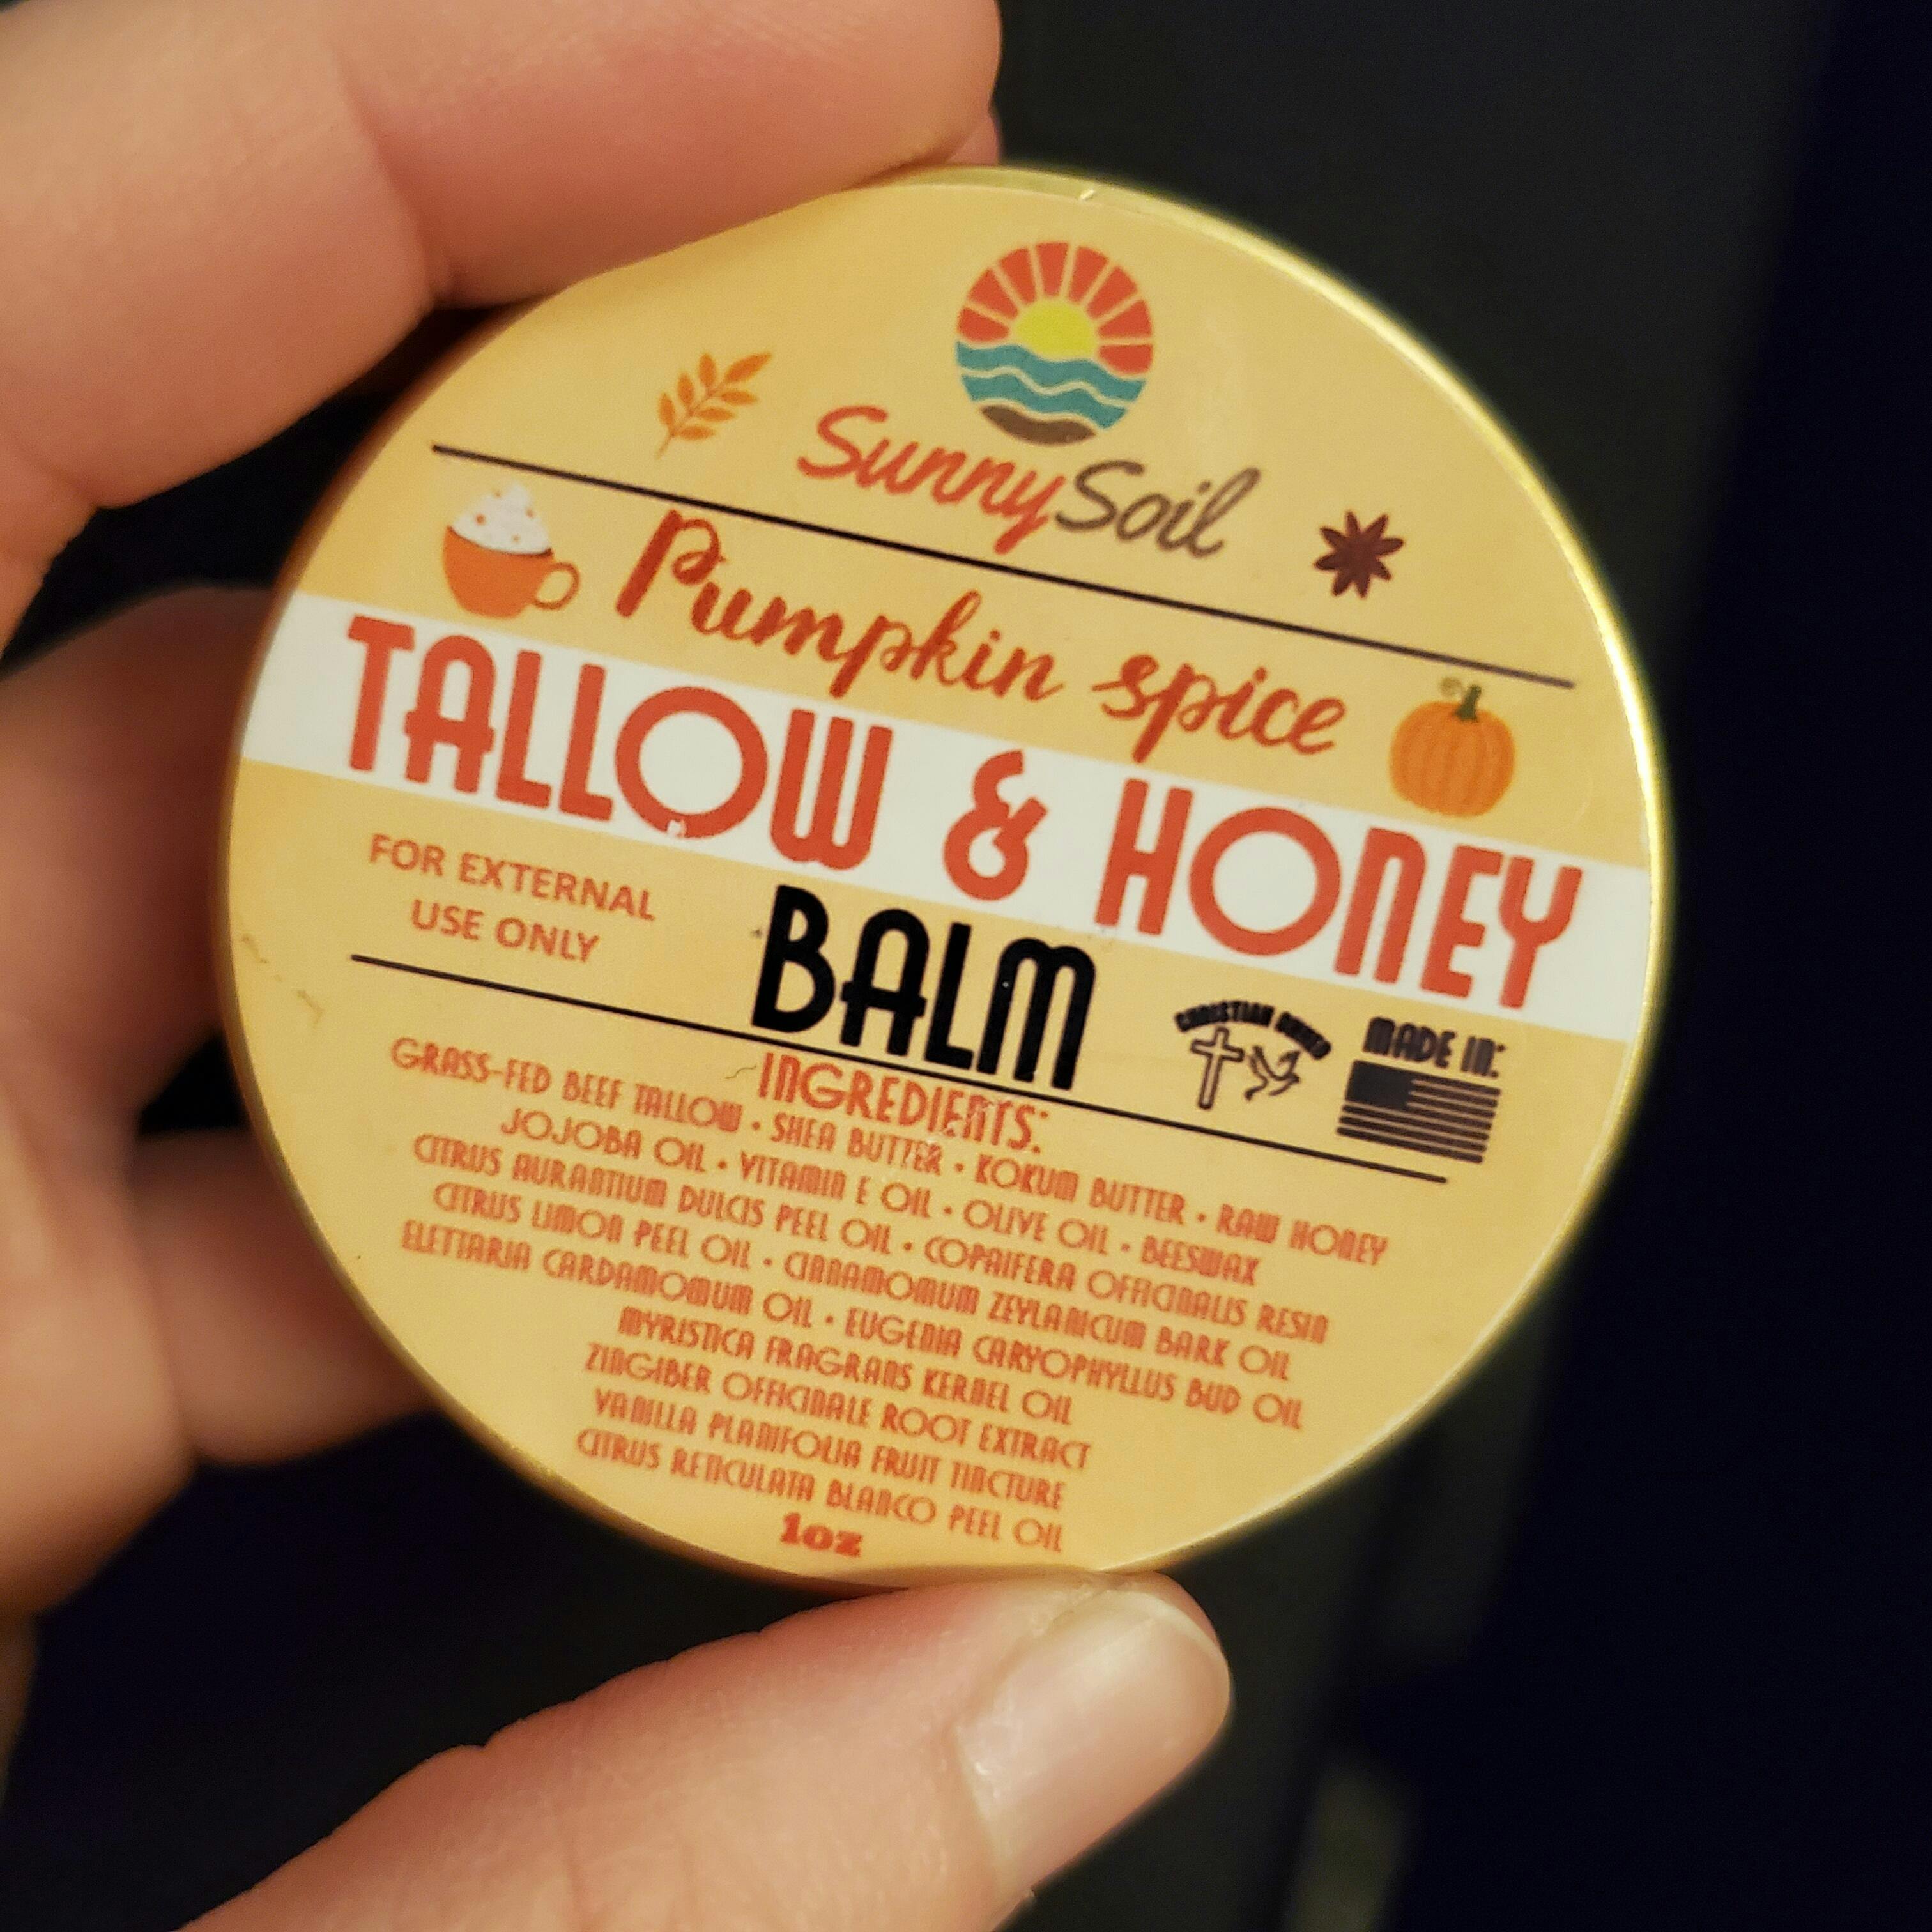 SunnySoil
Pumpkin spice
TALLOW & HONEY
BALM
FOR EXTERNAL
USE ONLY
CHRISTIAN OWNED
MADE IN:
INGREDIENTS:
GRASS-FED BEEF TALLOW • SHEA BUTTER • KOKUM BUTTER • RAW HONEY
JOJOBA OIL • VITAMIN E OIL • OLIVE OIL • BEESWAX
CITRUS AURANTIUM DULCIS PEEL OIL • COPAIFERA OFFICINALIS RESIN
CITRUS LIMON PEEL OIL • CINNAMOMUM ZEYLANICUM BARK OIL
ELETTARIA CARDAMOMUM OIL • EUGENIA CARYOPHYLLUS BUD OIL
MYRISTICA FRAGRANS KERNEL OIL
ZINGIBER OFFICINALE ROOT EXTRACT
VANILLA PLANIFOLIA FRUIT TINCTURE
CITRUS RETICULATA BLANCO PEEL OIL
1oz